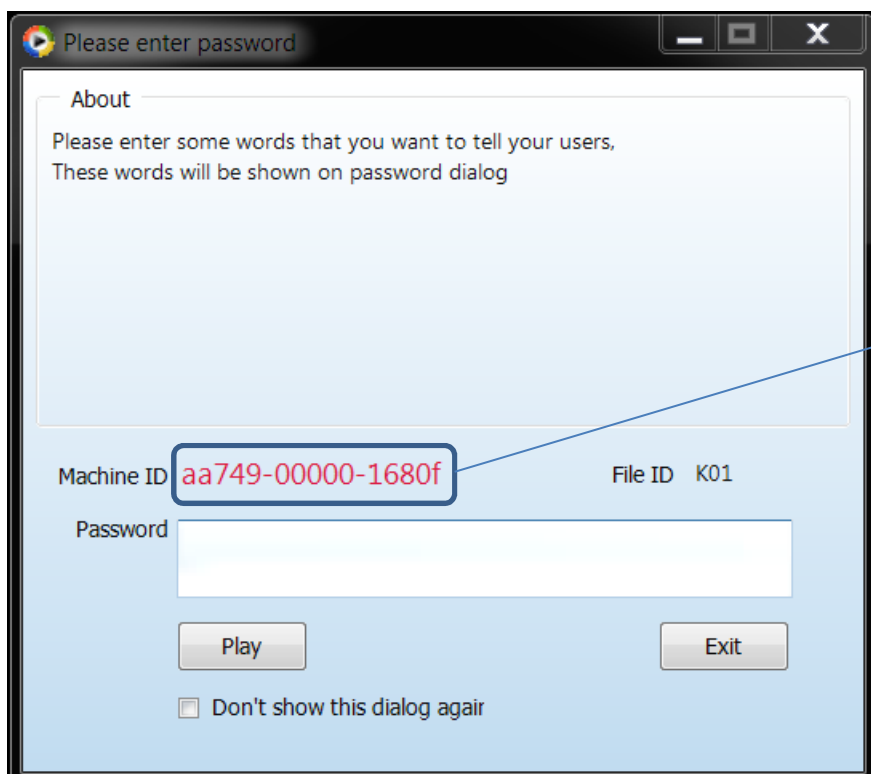 Please enter password
About
Please enter some words that you want to tell your users,
These words will be shown on password dialog
Machine ID aa749-00000-1680f File ID K01
Password
Play Exit
Don't show this dialog agair